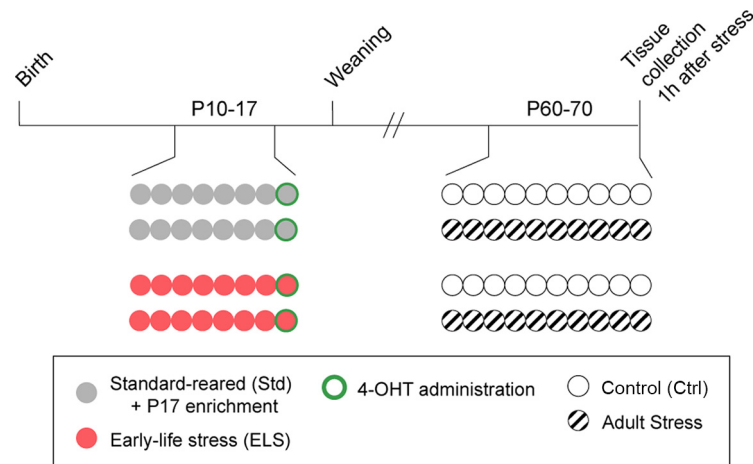 Birth
P10-17
Weaning
P60-70
Tissue
collection
1h after stress
Standard-reared (Std)
+ P17 enrichment
Early-life stress (ELS)
4-OHT administration
Control (Ctrl)
Adult Stress